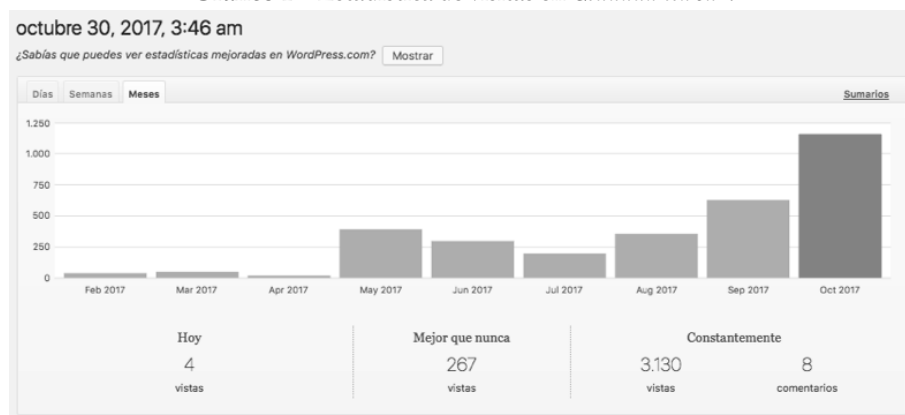 octubre 30, 2017, 3:46 am
¿Sabías que puedes ver estadísticas mejoradas en WordPress.com? Mostrar
Días Semanas Meses Sumarios
1.250
1.000
750
500
250
0
Feb 2017 Mar 2017 Apr 2017 May 2017 Jun 2017 Jul 2017 Aug 2017 Sep 2017 Oct 2017
Hoy Mejor que nunca Constantemente
4 267 3.130 8
vistas vistas vistas comentarios